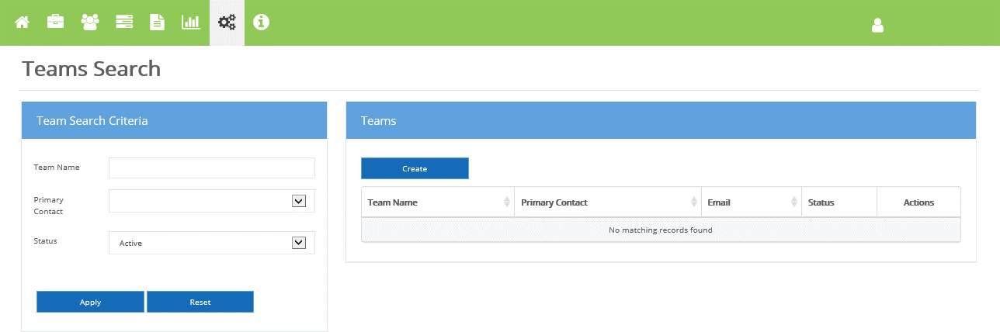 Teams Search
Team Search Criteria
Team Name
Primary
Contact
Status
Active
Apply
Reset
Teams
Create
Team Name
Primary Contact
Email
Status
Actions
No matching records found